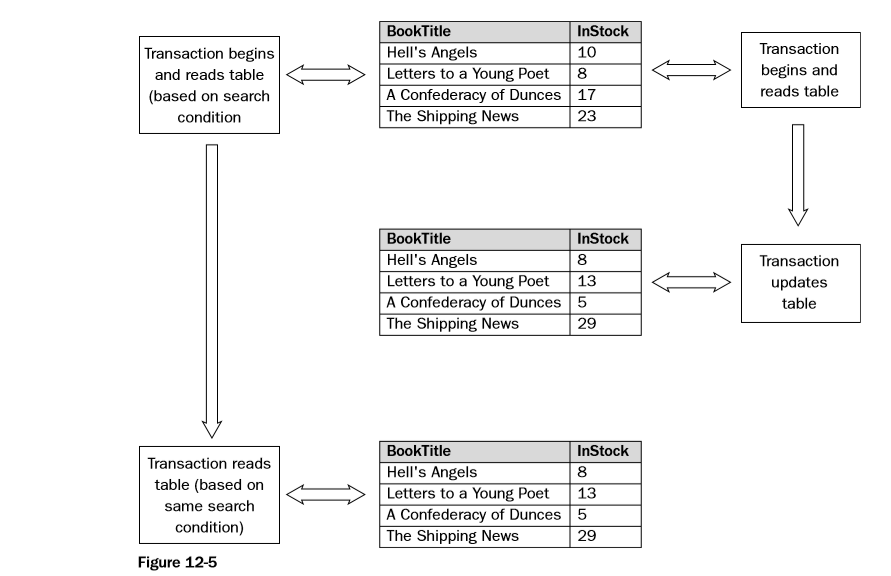 Transaction begins
and reads table
(based on search
condition
BookTitle InStock
Hell's Angels 10
Letters to a Young Poet 8
A Confederacy of Dunces 17
The Shipping News 23
Transaction
begins and
reads table
BookTitle InStock
Hell's Angels 8
Letters to a Young Poet 13
A Confederacy of Dunces 5
The Shipping News 29
Transaction
updates
table
Transaction reads
table (based on
same search
condition)
BookTitle InStock
Hell's Angels 8
Letters to a Young Poet 13
A Confederacy of Dunces 5
The Shipping News 29
Figure 12-5